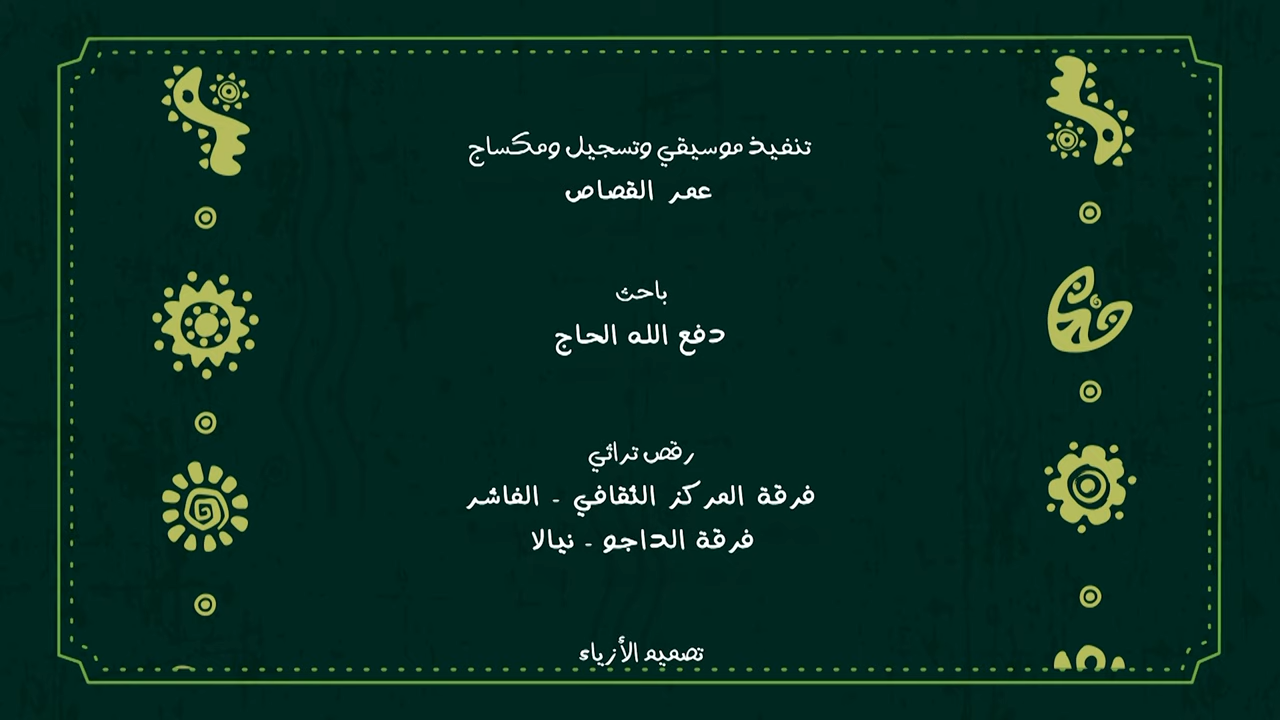 تنفيذ موسيقي وتسجيل ومكساج
عمر القصاص
باحث
دفع الله الحاج
رقص تراثي
فرقة المركز الثقافي - الفاشر
فرقة الداجو - نيالا
تصميم الأزياء